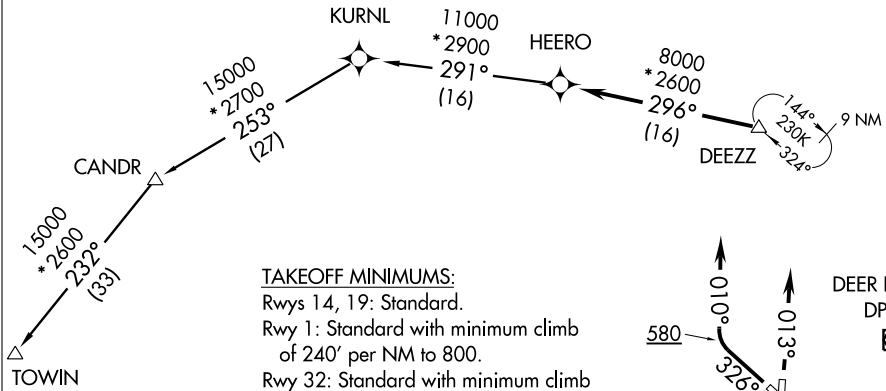 KURNL
11000
*2900
291°
(16)
HEERO
8000
*2600
296°
(16)
144°
230K
324°
9 NM
DEEZZ
15000
*2700
253°
(27)
CANDR
15000
*2600
232°
(33)
TOWIN
TAKEOFF MINIMUMS:
Rwys 14, 19: Standard.
Rwy 1: Standard with minimum climb
of 240' per NM to 800.
Rwy 32: Standard with minimum climb
580
010°
326°
013°
DEER
DP